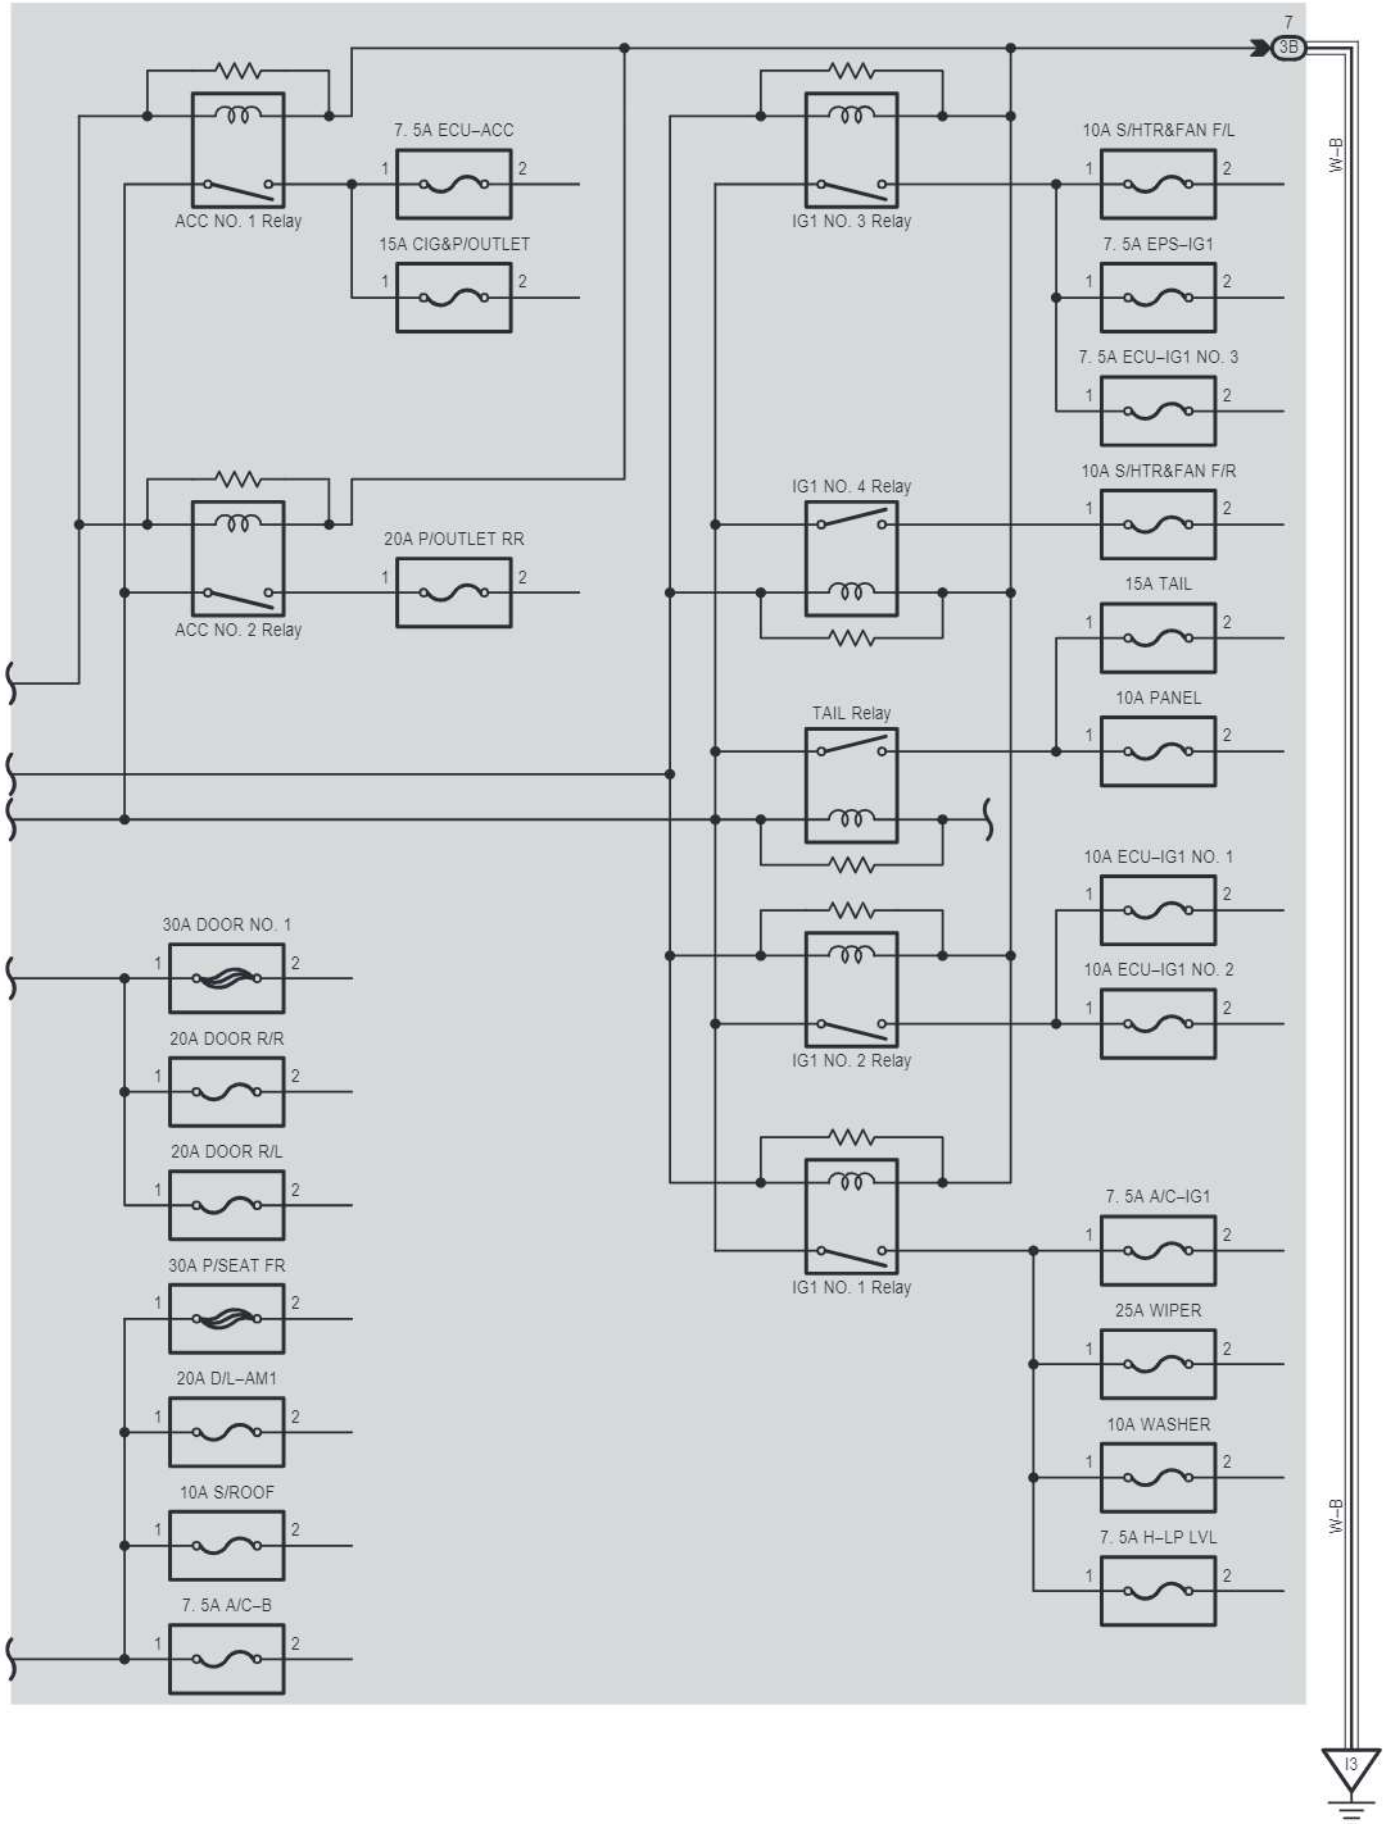 7
3B
W–B
7. 5A ECU–ACC
1 2
ACC NO. 1 Relay
15A CIG&P/OUTLET
1 2
IG1 NO. 3 Relay
10A S/HTR&FAN F/L
1 2
7. 5A EPS–IG1
1 2
7. 5A ECU–IG1 NO. 3
1 2
10A S/HTR&FAN F/R
1 2
IG1 NO. 4 Relay
20A P/OUTLET RR
1 2
ACC NO. 2 Relay
15A TAIL
1 2
TAIL Relay
10A PANEL
1 2
10A ECU–IG1 NO. 1
1 2
10A ECU–IG1 NO. 2
1 2
IG1 NO. 2 Relay
30A DOOR NO. 1
1 2
20A DOOR R/R
1 2
20A DOOR R/L
1 2
30A P/SEAT FR
1 2
20A D/L–AM1
1 2
10A S/ROOF
1 2
7. 5A A/C–B
1 2
IG1 NO. 1 Relay
7. 5A A/C–IG1
1 2
25A WIPER
1 2
10A WASHER
1 2
7. 5A H–LP LVL
1 2
W–B
I3